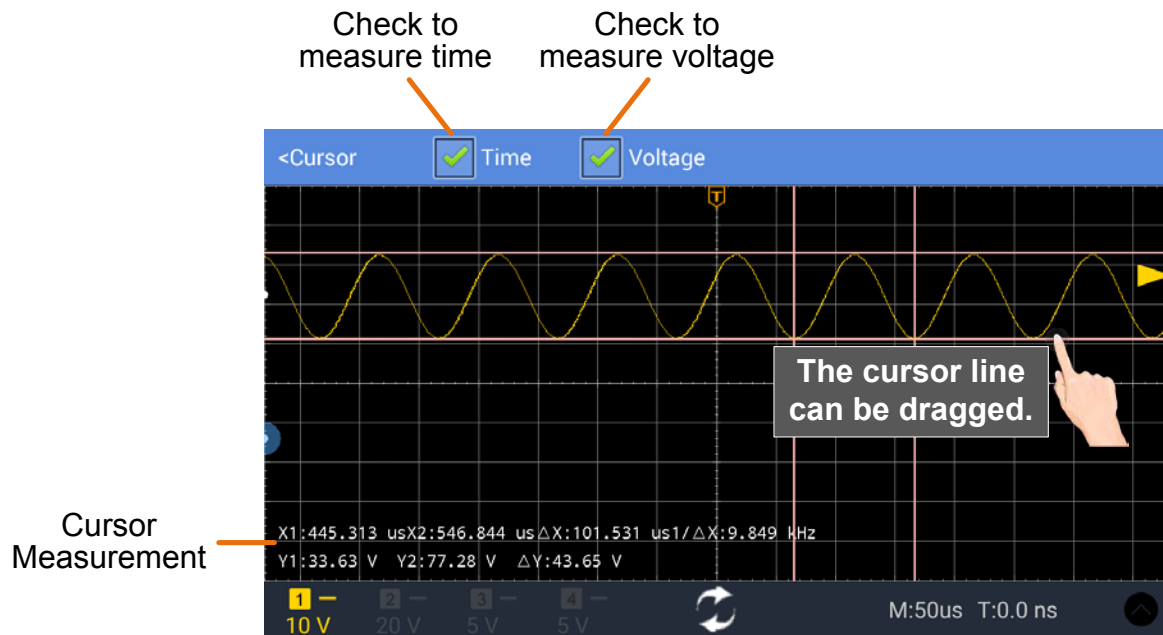 Check to
measure time
Check to
measure voltage
<Cursor
Time
Voltage
T
The cursor line
can be dragged.
Cursor
Measurement
X1:445.313 usX2:546.844 us△X:101.531 us1/△X:9.849 kHz
Y1:33.63 V Y2:77.28 V △Y:43.65 V
1 2 3 4
10 V 20 V 5 V 5 V
M:50us T:0.0 ns